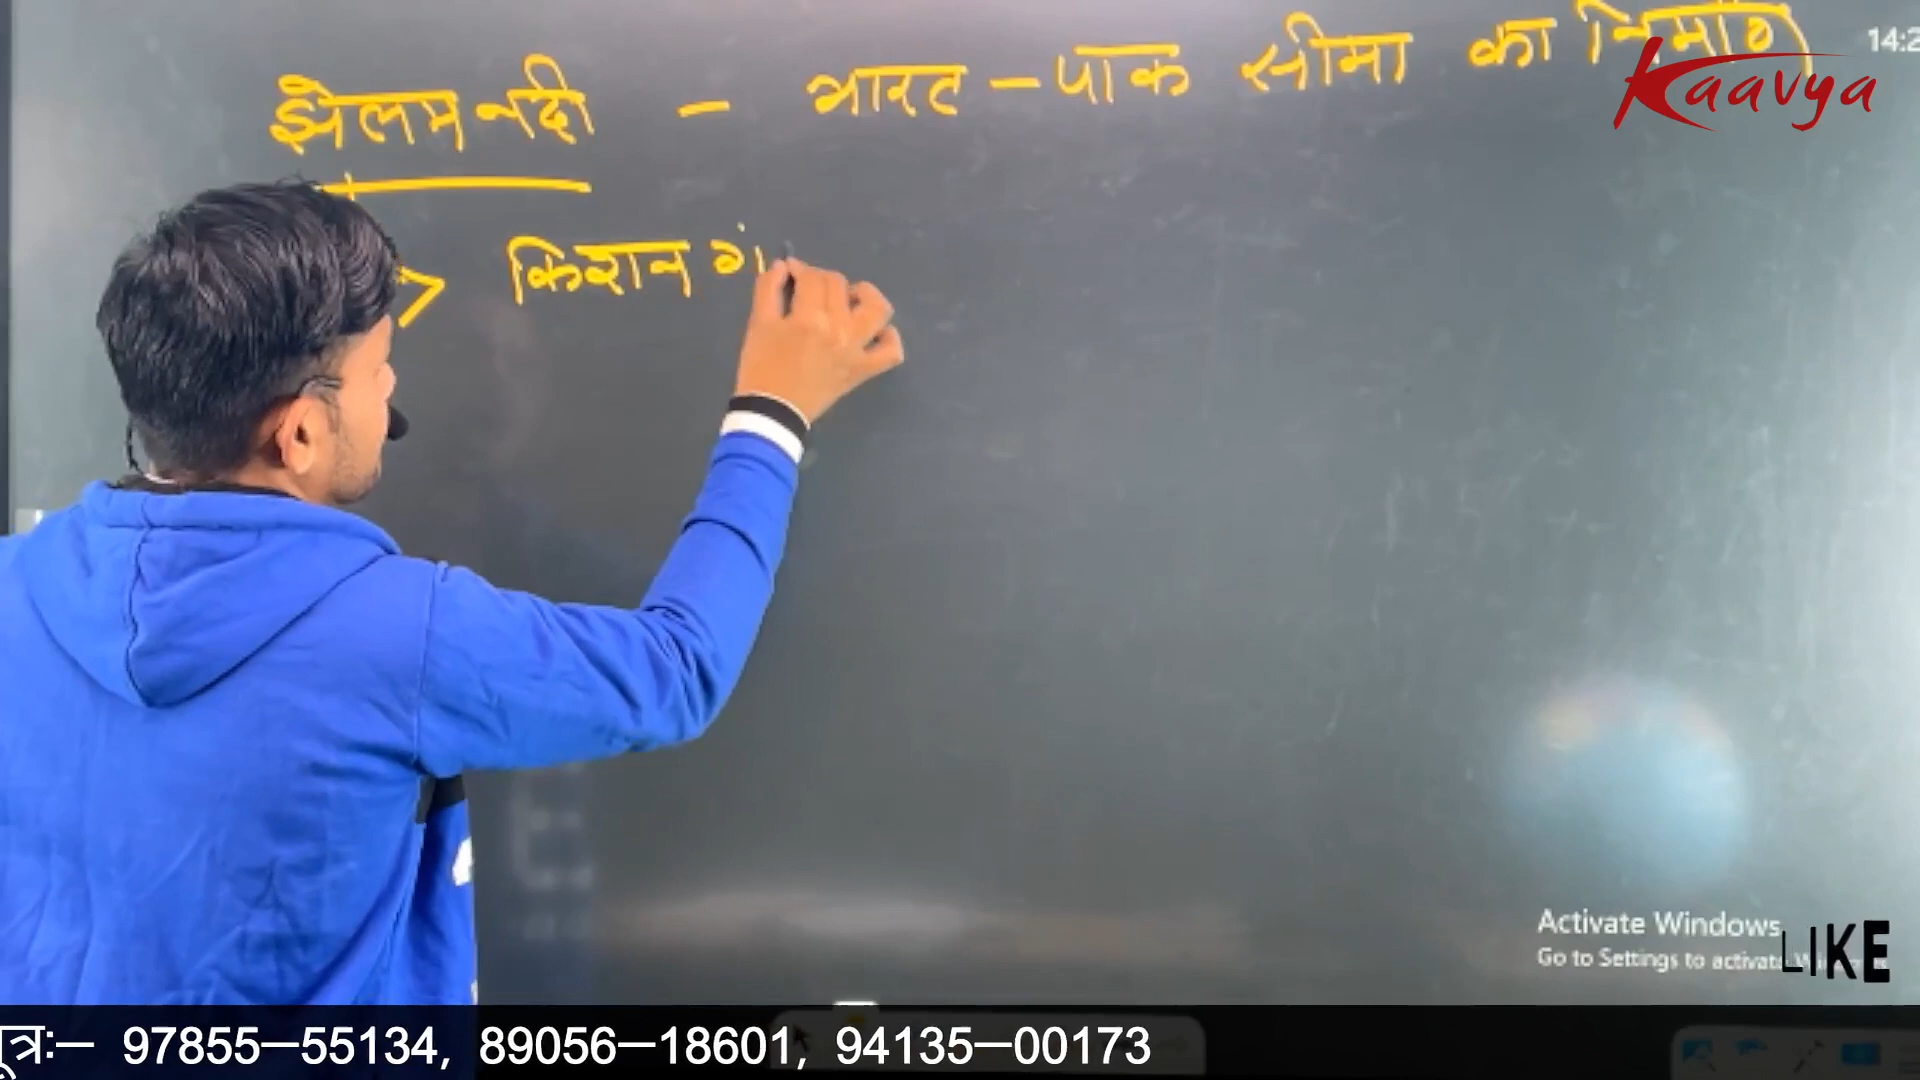 झेलम नदी – भारत – पाक सीमा का निर्माण
14:2
Kaavya
> किशन गं
Activate Windows
Go to Settings to activate
LIKE
ूत्रः– 97855–55134, 89056–18601, 94135–00173